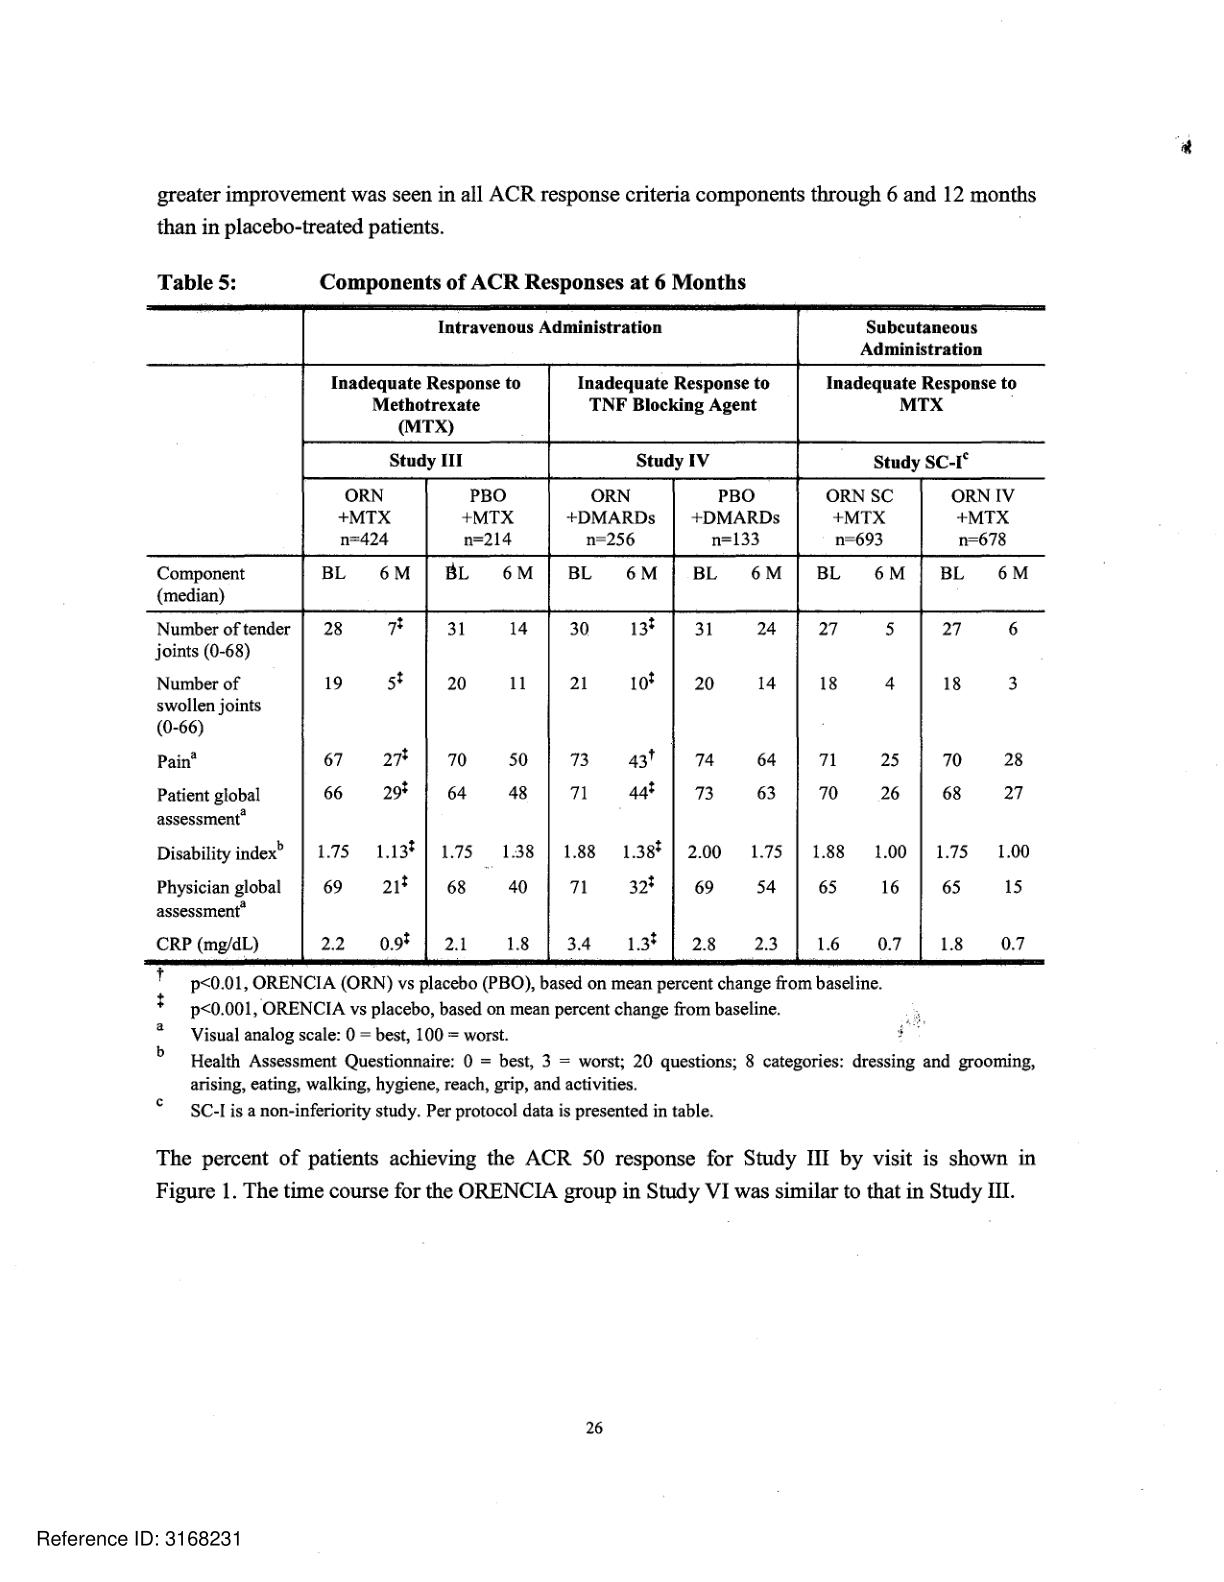 greater improvement was seen in all ACR response criteria components through 6 and 12 months
than in placebo-treated patients.
Table 5: Components of ACR Responses at 6 Months
Intravenous Administration Subcutaneous
Administration
Inadequate Response to Inadequate Response to Inadequate Response to
Methotrexate TNF Blocking Agent MTX
(MTX)
Study III Study IV Study SC-Iᶜ
ORN PBO ORN PBO ORN SC ORN IV
+MTX +MTX +DMARDs +DMARDs +MTX +MTX
n=424 n=214 n=256 n=133 n=693 n=678
Component BL 6 M BL 6 M BL 6 M BL 6 M BL 6 M BL 6 M
(median)
Number of tender 28 7‡ 31 14 30 13‡ 31 24 27 5 27 6
joints (0-68)
Number of 19 5‡ 20 11 21 10‡ 20 14 18 4 18 3
swollen joints
(0-66)
Painᵃ 67 27‡ 70 50 73 43† 74 64 71 25 70 28
Patient global 66 29‡ 64 48 71 44‡ 73 63 70 26 68 27
assessmentᵃ
Disability indexᵇ 1.75 1.13‡ 1.75 1.38 1.88 1.38‡ 2.00 1.75 1.88 1.00 1.75 1.00
Physician global 69 21‡ 68 40 71 32‡ 69 54 65 16 65 15
assessmentᵃ
CRP (mg/dL) 2.2 0.9‡ 2.1 1.8 3.4 1.3‡ 2.8 2.3 1.6 0.7 1.8 0.7
† p<0.01, ORENCIA (ORN) vs placebo (PBO), based on mean percent change from baseline.
‡ p<0.001, ORENCIA vs placebo, based on mean percent change from baseline.
a Visual analog scale: 0 = best, 100 = worst.
b Health Assessment Questionnaire: 0 = best, 3 = worst; 20 questions; 8 categories: dressing and grooming,
arising, eating, walking, hygiene, reach, grip, and activities.
c SC-I is a non-inferiority study. Per protocol data is presented in table.
The percent of patients achieving the ACR 50 response for Study III by visit is shown in
Figure 1. The time course for the ORENCIA group in Study VI was similar to that in Study III.
26
Reference ID: 3168231